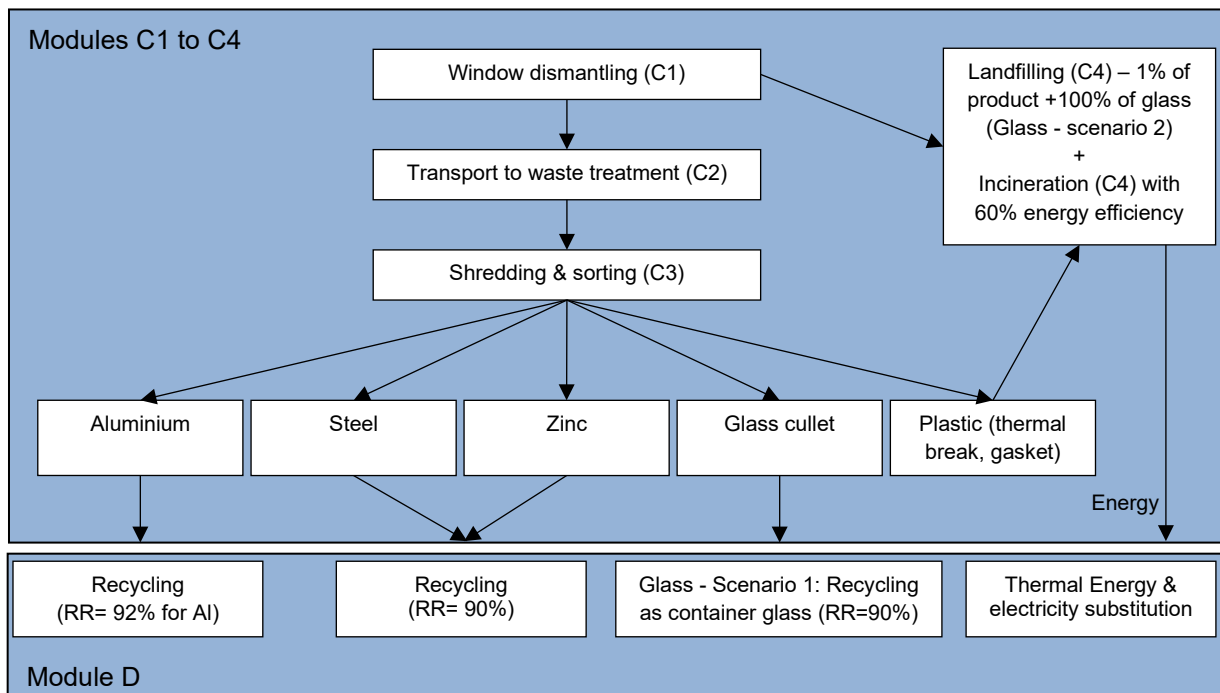 Modules C1 to C4
Window dismantling (C1)
Landfilling (C4) – 1% of
product +100% of glass
(Glass - scenario 2)
+
Incineration (C4) with
60% energy efficiency
Transport to waste treatment (C2)
Shredding & sorting (C3)
Aluminium
Steel
Zinc
Glass cullet
Plastic (thermal
break, gasket)
Energy
Recycling
(RR= 92% for Al)
Recycling
(RR= 90%)
Glass - Scenario 1: Recycling
as container glass (RR=90%)
Thermal Energy &
electricity substitution
Module D